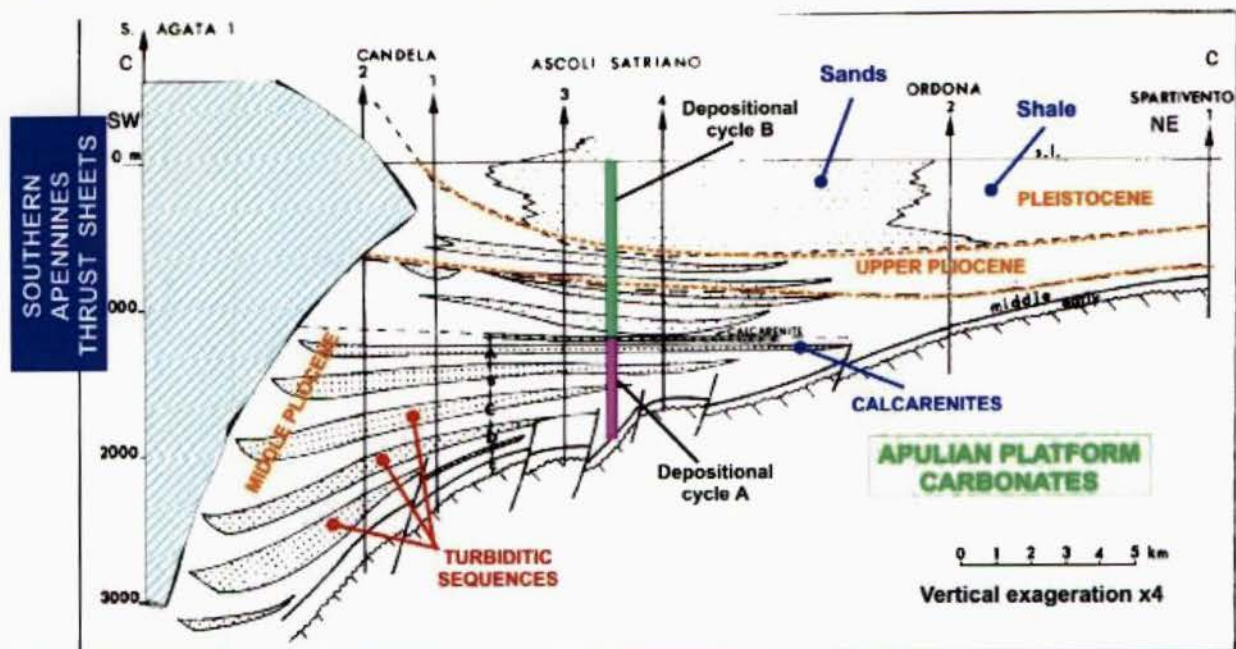 S. AGATA 1
C
SW
CANDELA
2
1
ASCOLI SATRIANO
3
4
Depositional
cycle B
Sands
ORDONA
2
Shale
C
SPARTIVENTO
NE
1
0 m
s.l.
PLEISTOCENE
UPPER PLIOCENE
000
middle early
CALCARENITE
CALCARENITES
MIDDLE PLIOCENE
2000
Depositional
cycle A
APULIAN PLATFORM
CARBONATES
TURBIDITIC
SEQUENCES
3000
0 1 2 3 4 5 km
Vertical exageration x4
SOUTHERN
APENNINES
THRUST SHEETS